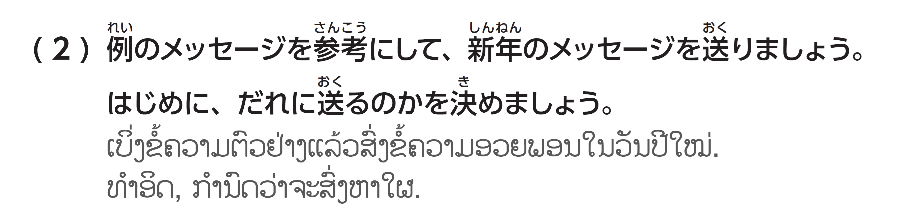 (2) 例のメッセージを参考にして、新年のメッセージを送りましょう。
はじめに、だれに送るのかを決めましょう。
ເບິ່ງຂໍ້ຄວາມຕົວຢ່າງແລ້ວສົ່ງຂໍ້ຄວາມອວຍພອນໃນວັນປີໃໝ່.
ທຳອິດ, ກຳນົດວ່າຈະສົ່ງຫາໃຜ.